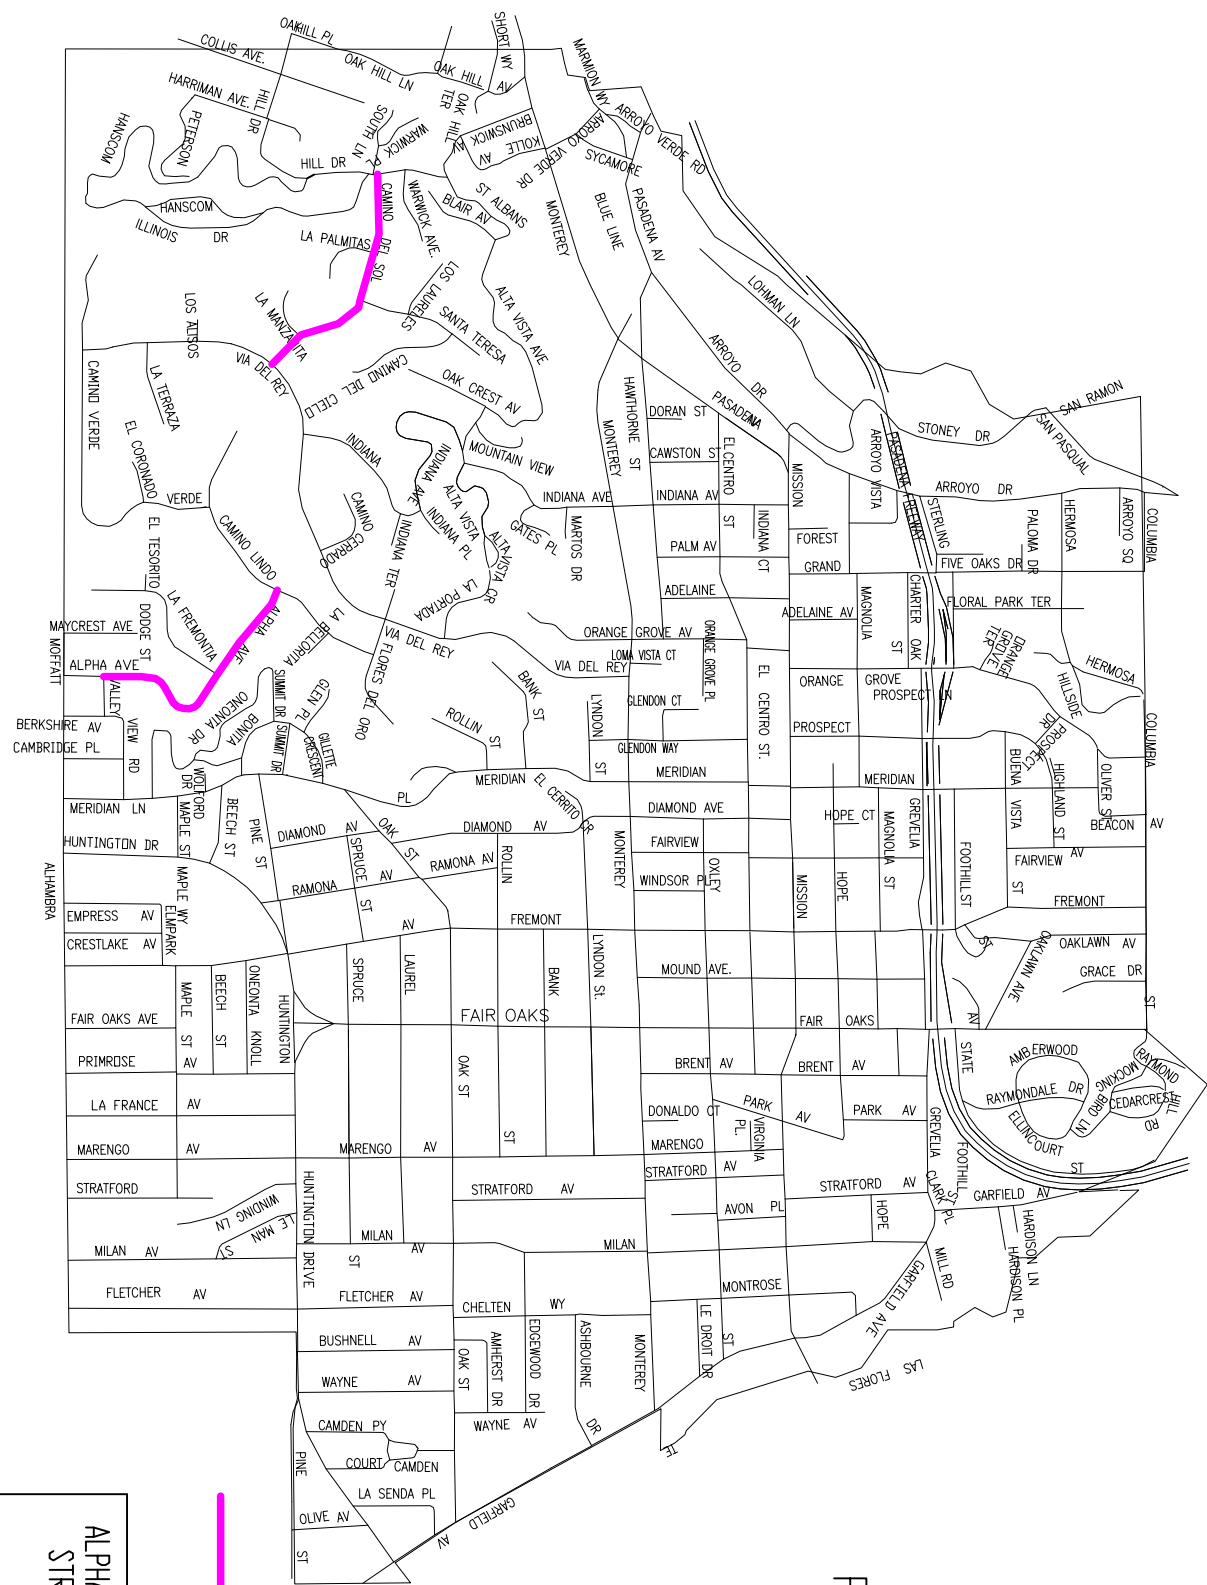 OAK HILL PL
COLLIS AVE.
OAK HILL LN
OAK HILL AV
SHORT WY
MARMION WY
HARRIMAN AVE.
HILL DR
SOUTH LN
WARWICK PL
OAK HILL TER
OAK HILL AV
BRUNSWICK AV
KOLLE
ARROYO VERDE DR
ARROYO VERDE RD
SYCAMORE
HANSCOM
PETERSON
HILL DR
HANSCOM
ILLINOIS DR
CAMINO DEL SOL
WARWICK AVE.
BLAIR AV
ST ALBANS
MONTEREY
BLUE LINE
PASADENA AV
LA PALMITAS
LOS LAURELES
SANTA TERESA
ALTA VISTA AVE
LOHMAN LN
LOS ALISOS
LA MANZANITA
VIA DEL REY
CAMINO DEL CIELO
OAK CREST AV
ARROYO DR
CAMINO VERDE
LA TERRAZA
EL CORONADO
VERDE
INDIANA
INDIANA AVE
MOUNTAIN VIEW
MONTEREY
HAWTHORNE ST
DORAN ST
PASADENA AV
CAWSTON ST
EL CENTRO ST
MISSION
ARROYO VISTA
PASADENA FREEWAY
STONEY DR
SAN RAMON
SAN PASQUAL
ARROYO DR
EL TESORITO
CAMINO LINDO
CAMINO CERRADO
INDIANA TER
ALTA VISTA
INDIANA PL
ALTA VISTA CR
GATES PL
INDIANA AVE
MARTOS DR
INDIANA AV
PALM AV
INDIANA CT
FOREST
GRAND
STERLING
FIVE OAKS DR
PALOMA DR
HERMOSA
ARROYO SQ
COLUMBIA
LA FREMONTIA
DODGE ST
MAYCREST AVE
MOFFATT
ALPHA AVE
ALPHA AVE
LA BELLORITA
LA PORTADA
VIA DEL REY
FLORES DEL ORO
ORANGE GROVE AV
VIA DEL REY
LOMA VISTA CT
ADELAINE
ORANGE GROVE PL
ADELAINE AV
MAGNOLIA ST
CHARTER OAK
FLORAL PARK TER
ORANGE GROVE TER
HERMOSA
VALLEY VIEW RD
BERKSHIRE AV
CAMBRIDGE PL
ONEONTA DR
BONITA
SUMMIT DR
SUMMIT DR
GLEN PL
GILLETTE CRESCENT
ROLLIN ST
BANK ST
LYNDON ST
GLENDON CT
GLENDON WAY
EL CENTRO ST.
ORANGE GROVE
PROSPECT LN
PROSPECT
HILLSIDE
PROSPECT DR
COLUMBIA
MERIDIAN LN
HUNTINGTON DR
WOLFORD DR
MAPLE ST
BEECH ST
PINE ST
MERIDIAN PL
MERIDIAN
EL CERRITO CR
MERIDIAN
MERIDIAN
BUENA VISTA ST
HIGHLAND ST
OLIVER ST
BEACON AV
DIAMOND AV
OAK ST
DIAMOND AV
DIAMOND AVE
HOPE CT
MAGNOLIA ST
GREVELIA
FOOTHILL ST
SPRUCE ST
RAMONA AV
RAMONA AV
ROLLIN
MONTEREY
FAIRVIEW
OXLEY
WINDSOR PL
MISSION
HOPE
FAIRVIEW AV
ALHAMBRA
EMPRESS AV
CRESTLAKE AV
MAPLE WY
ELMPARK
AV
FREMONT
FREMONT
LYNDON St.
MOUND AVE.
ST
OAKLAWN AV
OAKLAWN AVE
GRACE DR
ST
MAPLE ST
BEECH ST
ONEONTA KNOLL
HUNTINGTON
SPRUCE
LAUREL
BANK
FAIR OAKS AVE
FAIR OAKS
FAIR OAKS
AV
PRIMROSE AV
OAK ST
BRENT AV
BRENT AV
STATE
AMBERWOOD
RAYMONDALE DR
MOCKING BIRD LN
RAYMOND HILL RD
CEDARCREST
ELLINCOURT
LA FRANCE AV
DONALDO CT
PARK AV
PARK AV
VIRGINIA PL.
MARENGO AV
MARENGO AV
ST
MARENGO
GREVELIA
FOOTHILL
ST
STRATFORD
STRATFORD AV
STRATFORD AV
STRATFORD AV
CLARK PL
ST
GARFIELD AV
WINDING LN
LE MAN ST
HUNTINGTON DRIVE
AVON PL
HOPE
HARDISON LN
HARDISON PL
MILAN AV
MILAN AV
MILAN
MILL RD
ST
FLETCHER AV
FLETCHER AV
MONTROSE
GARFIELD AVE
CHELTEN WY
BUSHNELL AV
OAK ST
AMHERST DR
EDGEWOOD DR
ASHBOURNE DR
MONTEREY
LE DROIT DR
ST
LAS FLORES
WAYNE AV
WAYNE AV
CAMDEN PY
COURT CAMDEN
TE
PINE ST
LA SENDA PL
OLIVE AV
GARFIELD AV
ALPHA
STR